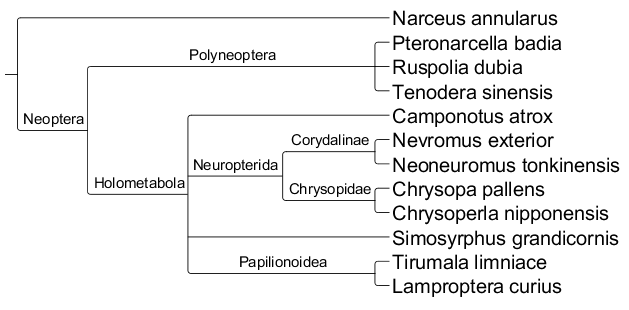 Narceus annularus
Pteronarcella badia
Polyneoptera
Ruspolia dubia
Tenodera sinensis
Neoptera
Camponotus atrox
Corydalinae
Nevromus exterior
Neuropterida
Neoneuromus tonkinensis
Holometabola
Chrysopidae
Chrysopa pallens
Chrysoperla nipponensis
Simosyrphus grandicornis
Papilionoidea
Tirumala limniace
Lamproptera curius